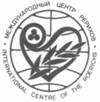 МЕЖДУНАРОДНЫЙ ЦЕНТР РЕРИХОВ
INTERNATIONAL CENTRE OF THE ROERICHS